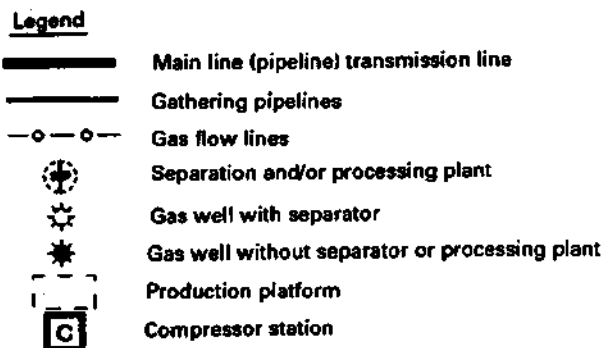 Legend
Main line (pipeline) transmission line
Gathering pipelines
Gas flow lines
Separation and/or processing plant
Gas well with separator
Gas well without separator or processing plant
Production platform
C Compressor station